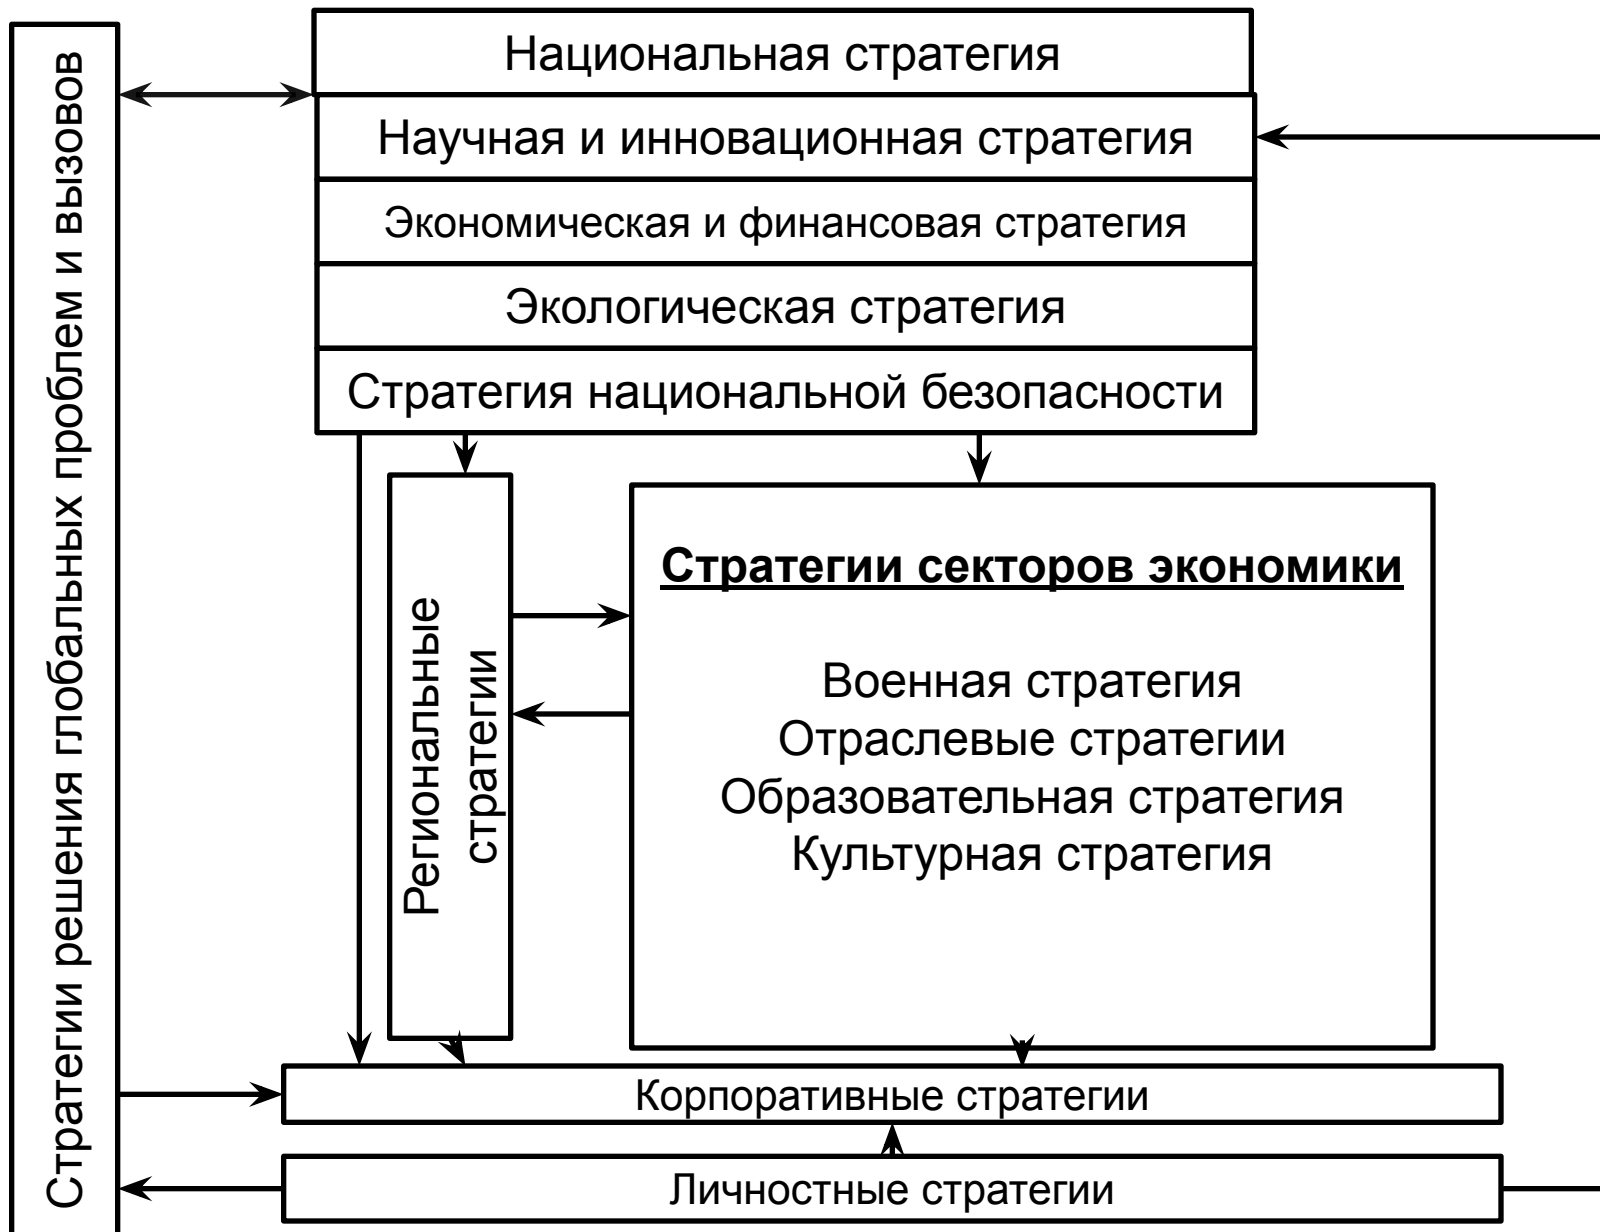 Стратегии решения глобальных проблем и вызовов
Национальная стратегия
Научная и инновационная стратегия
Экономическая и финансовая стратегия
Экологическая стратегия
Стратегия национальной безопасности
Региональные
стратегии
Стратегии секторов экономики
Военная стратегия
Отраслевые стратегии
Образовательная стратегия
Культурная стратегия
Корпоративные стратегии
Личностные стратегии